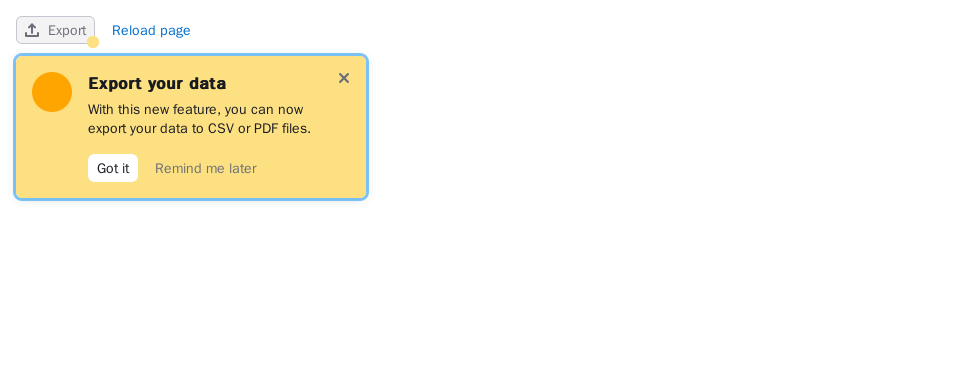 Export
Reload page
Export your data
With this new feature, you can now
export your data to CSV or PDF files.
Got it
Remind me later